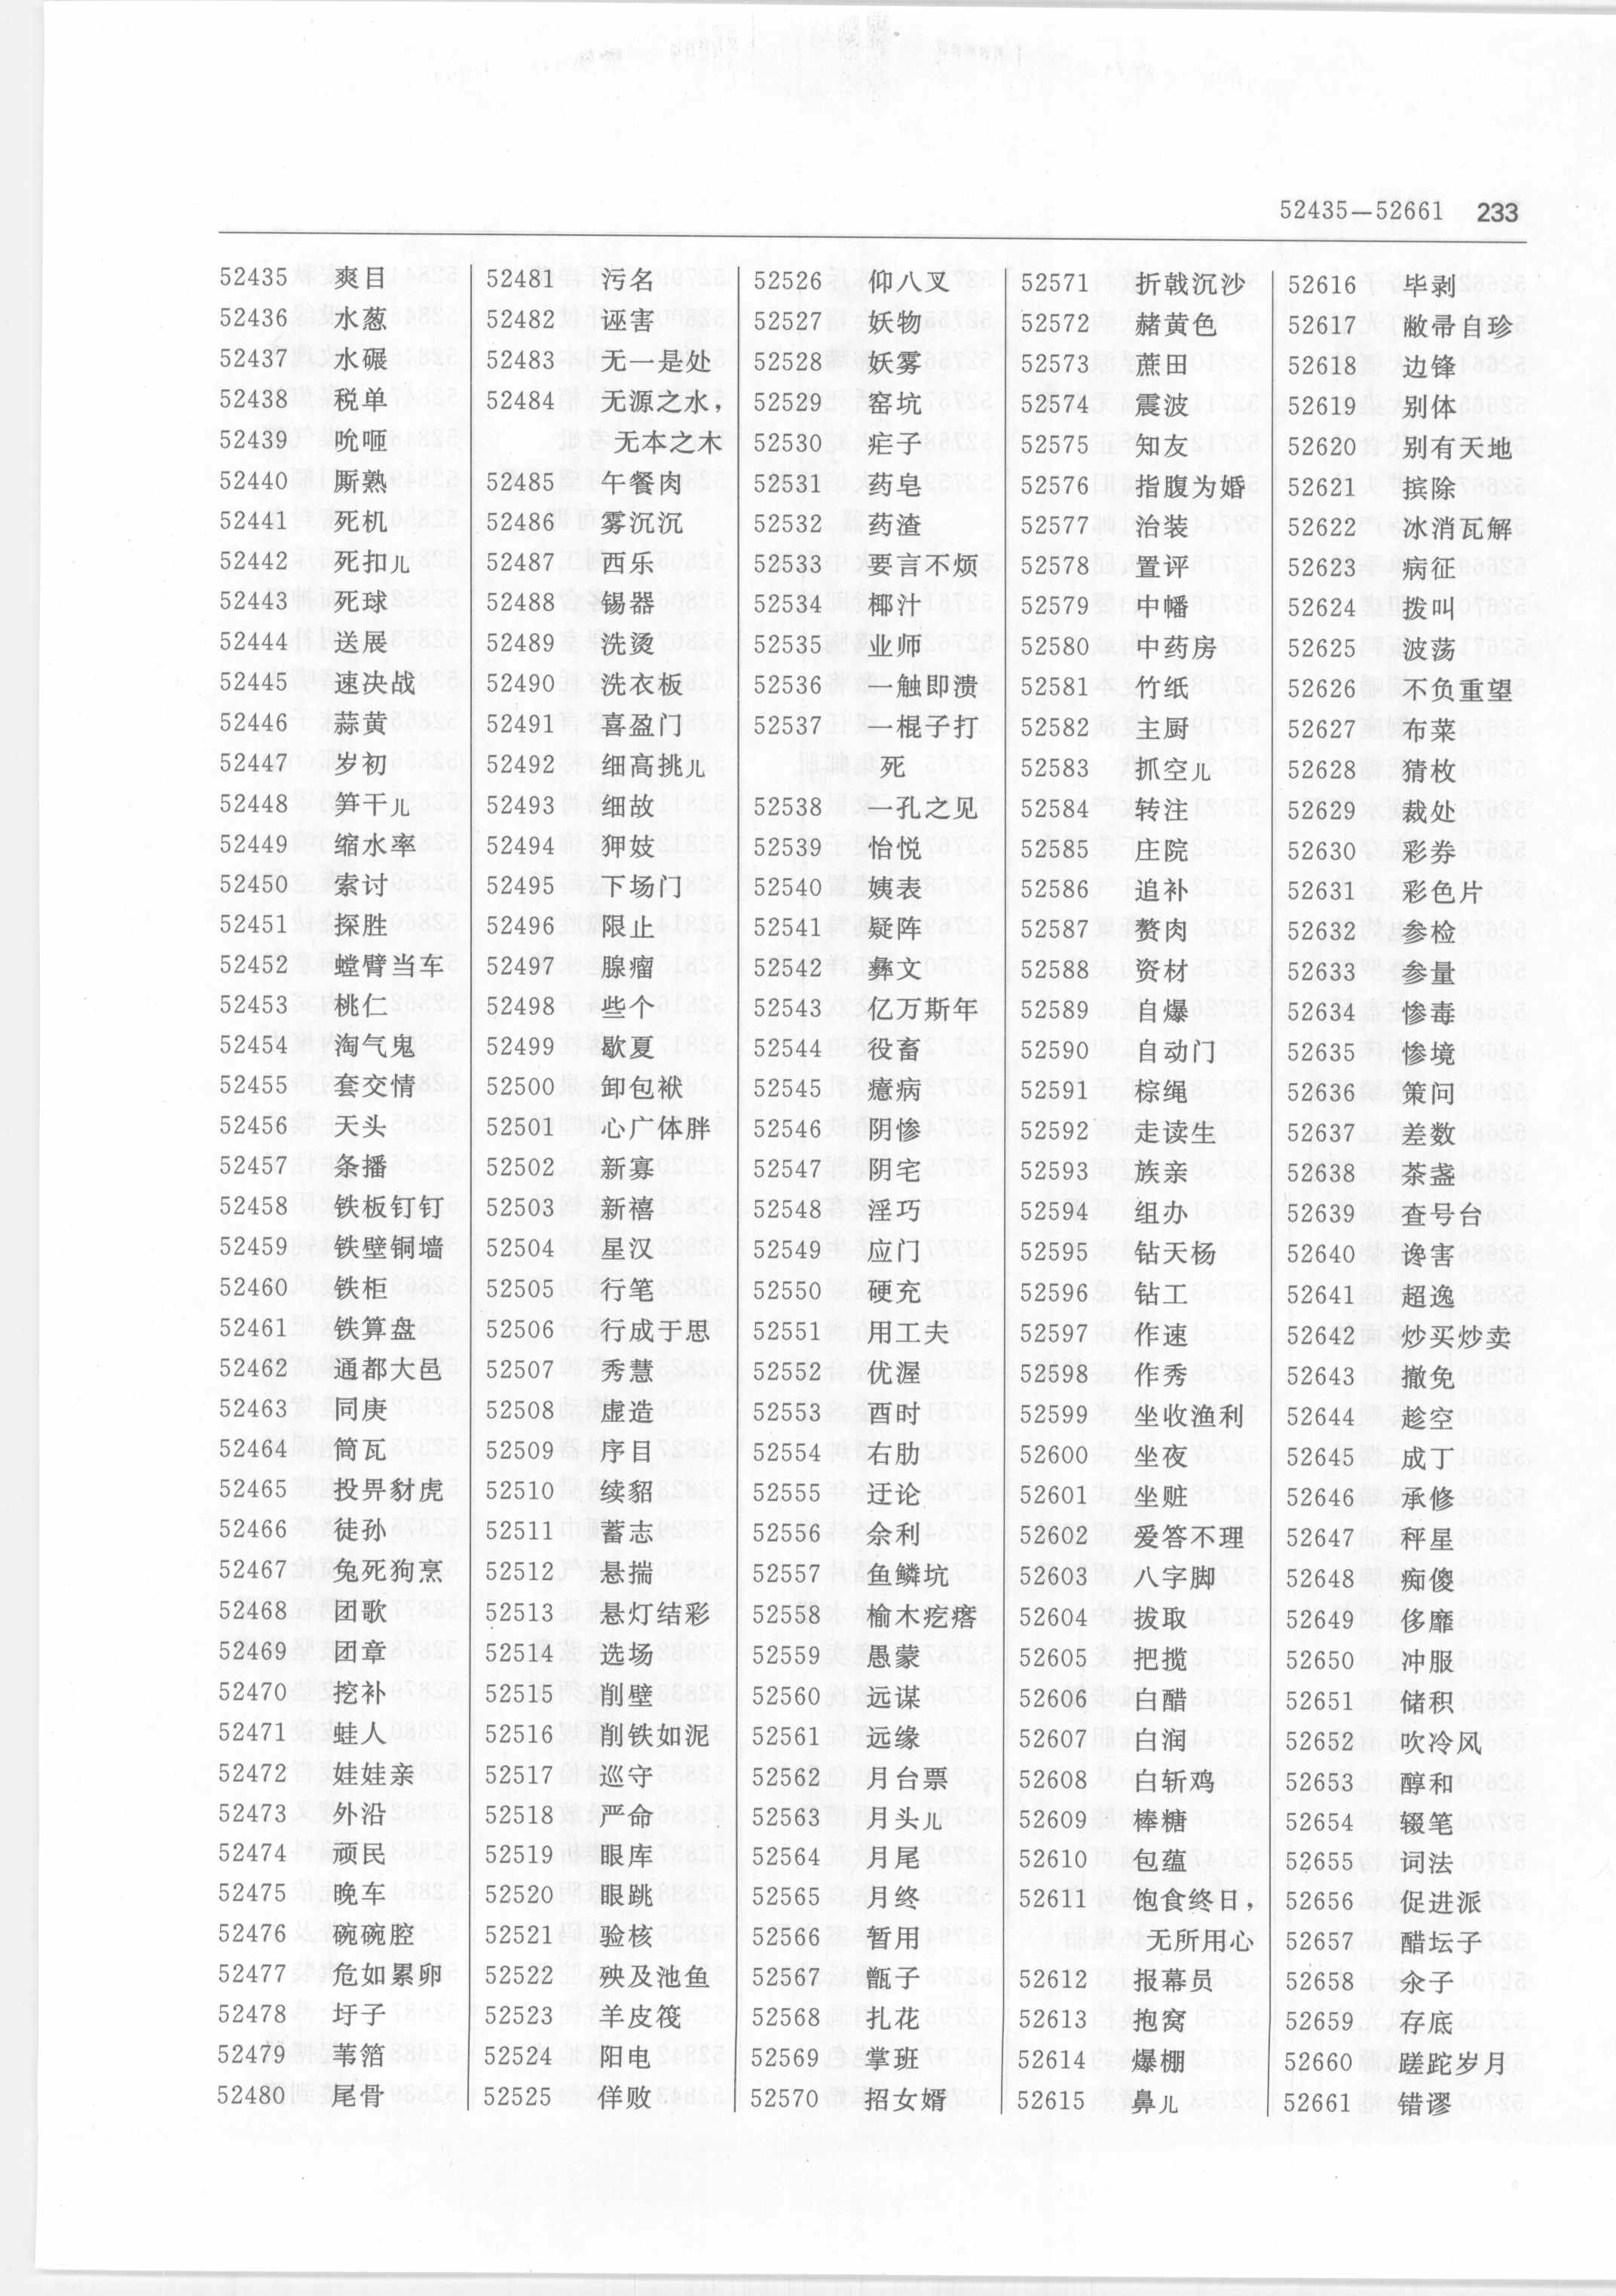 52435—52661 233
52435 爽目
52436 水葱
52437 水碾
52438 税单
52439 吮咂
52440 厮熟
52441 死机
52442 死扣儿
52443 死球
52444 送展
52445 速决战
52446 蒜黄
52447 岁初
52448 笋干儿
52449 缩水率
52450 索讨
52451 探胜
52452 螳臂当车
52453 桃仁
52454 淘气鬼
52455 套交情
52456 天头
52457 条播
52458 铁板钉钉
52459 铁壁铜墙
52460 铁柜
52461 铁算盘
52462 通都大邑
52463 同庚
52464 筒瓦
52465 投畀豺虎
52466 徒孙
52467 兔死狗烹
52468 团歌
52469 团章
52470 挖补
52471 蛙人
52472 娃娃亲
52473 外沿
52474 顽民
52475 晚车
52476 碗碗腔
52477 危如累卵
52478 圩子
52479 苇箔
52480 尾骨
52481 污名
52482 诬害
52483 无一是处
52484 无源之水，
无本之木
52485 午餐肉
52486 雾沉沉
52487 西乐
52488 锡器
52489 洗烫
52490 洗衣板
52491 喜盈门
52492 细高挑儿
52493 细故
52494 狎妓
52495 下场门
52496 限止
52497 腺瘤
52498 些个
52499 歇夏
52500 卸包袱
52501 心广体胖
52502 新寡
52503 新禧
52504 星汉
52505 行笔
52506 行成于思
52507 秀慧
52508 虚造
52509 序目
52510 续貂
52511 蓄志
52512 悬揣
52513 悬灯结彩
52514 选场
52515 削壁
52516 削铁如泥
52517 巡守
52518 严命
52519 眼库
52520 眼跳
52521 验核
52522 殃及池鱼
52523 羊皮筏
52524 阳电
52525 佯败
52526 仰八叉
52527 妖物
52528 妖雾
52529 窑坑
52530 疟子
52531 药皂
52532 药渣
52533 要言不烦
52534 椰汁
52535 业师
52536 一触即溃
52537 一棍子打
死
52538 一孔之见
52539 怡悦
52540 姨表
52541 疑阵
52542 彝文
52543 亿万斯年
52544 役畜
52545 癔病
52546 阴惨
52547 阴宅
52548 淫巧
52549 应门
52550 硬充
52551 用工夫
52552 优渥
52553 酉时
52554 右肋
52555 迂论
52556 余利
52557 鱼鳞坑
52558 榆木疙瘩
52559 愚蒙
52560 远谋
52561 远缘
52562 月台票
52563 月头儿
52564 月尾
52565 月终
52566 暂用
52567 甑子
52568 扎花
52569 掌班
52570 招女婿
52571 折戟沉沙
52572 赭黄色
52573 蔗田
52574 震波
52575 知友
52576 指腹为婚
52577 治装
52578 置评
52579 中幡
52580 中药房
52581 竹纸
52582 主厨
52583 抓空儿
52584 转注
52585 庄院
52586 追补
52587 赘肉
52588 资材
52589 自爆
52590 自动门
52591 棕绳
52592 走读生
52593 族亲
52594 组办
52595 钻天杨
52596 钻工
52597 作速
52598 作秀
52599 坐收渔利
52600 坐夜
52601 坐赃
52602 爱答不理
52603 八字脚
52604 拔取
52605 把揽
52606 白醋
52607 白润
52608 白斩鸡
52609 棒糖
52610 包蕴
52611 饱食终日，
无所用心
52612 报幕员
52613 抱窝
52614 爆棚
52615 鼻儿
52616 毕剥
52617 敝帚自珍
52618 边锋
52619 别体
52620 别有天地
52621 摈除
52622 冰消瓦解
52623 病征
52624 拨叫
52625 波荡
52626 不负重望
52627 布菜
52628 猜枚
52629 裁处
52630 彩券
52631 彩色片
52632 参检
52633 参量
52634 惨毒
52635 惨境
52636 策问
52637 差数
52638 茶盏
52639 查号台
52640 谗害
52641 超逸
52642 炒买炒卖
52643 撤免
52644 趁空
52645 成丁
52646 承修
52647 秤星
52648 痴傻
52649 侈靡
52650 冲服
52651 储积
52652 吹冷风
52653 醇和
52654 辍笔
52655 词法
52656 促进派
52657 醋坛子
52658 汆子
52659 存底
52660 蹉跎岁月
52661 错谬